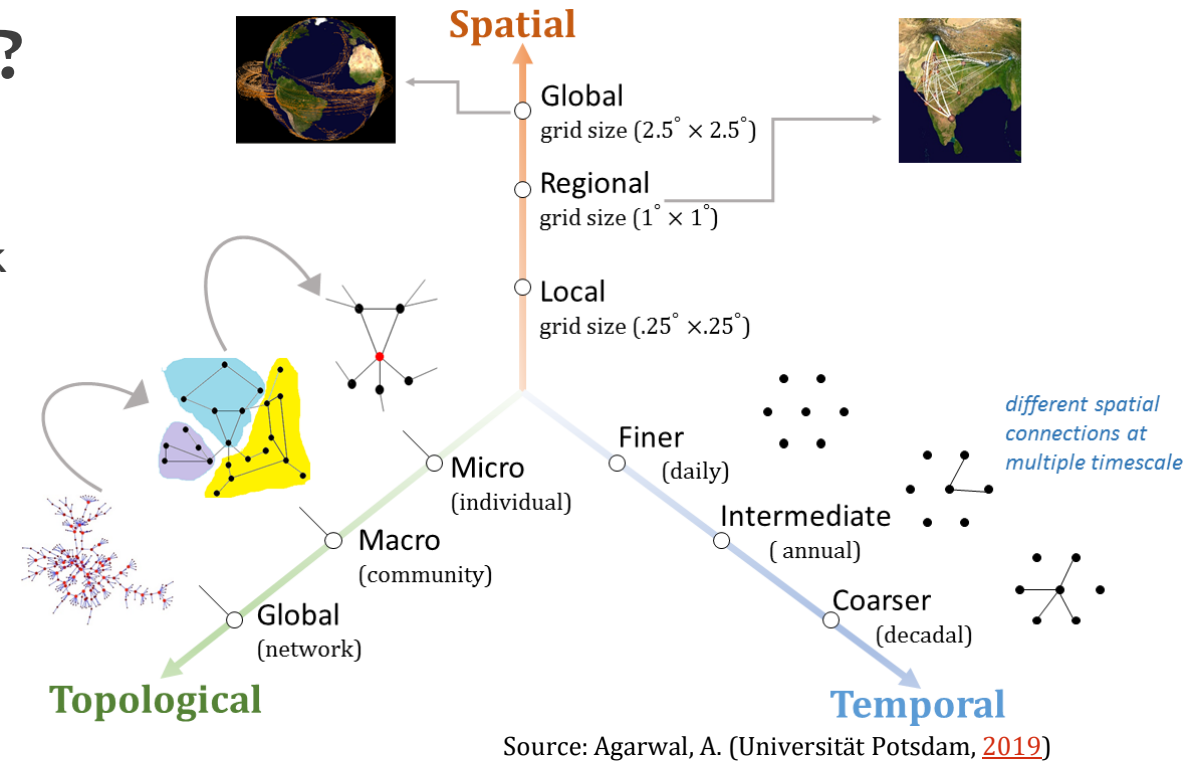 ?
k
Spatial
Global
grid size (2.5° × 2.5°)
Regional
grid size (1° × 1°)
Local
grid size (.25° ×.25°)
different spatial
connections at
multiple timescale
Finer
(daily)
Intermediate
( annual)
Coarser
(decadal)
Temporal
Micro
(individual)
Macro
(community)
Global
(network)
Topological
Source: Agarwal, A. (Universität Potsdam, 2019)